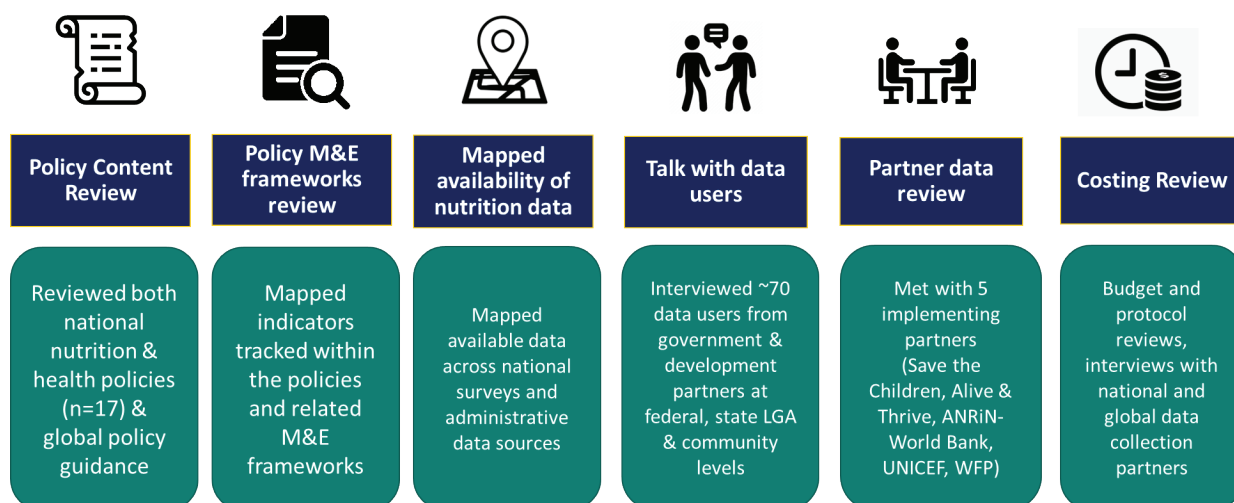 Policy Content
Review
Policy M&E
frameworks
review
Mapped
availability of
nutrition data
Talk with data
users
Partner data
review
Costing Review
Reviewed both
national
nutrition &
health policies
(n=17) &
global policy
guidance
Mapped
indicators
tracked within
the policies
and related
M&E
frameworks
Mapped
available data
across national
surveys and
administrative
data sources
Interviewed ~70
data users from
government &
development
partners at
federal, state LGA
& community
levels
Met with 5
implementing
partners
(Save the
Children, Alive &
Thrive, ANRiN-
World Bank,
UNICEF, WFP)
Budget and
protocol
reviews,
interviews with
national and
global data
collection
partners